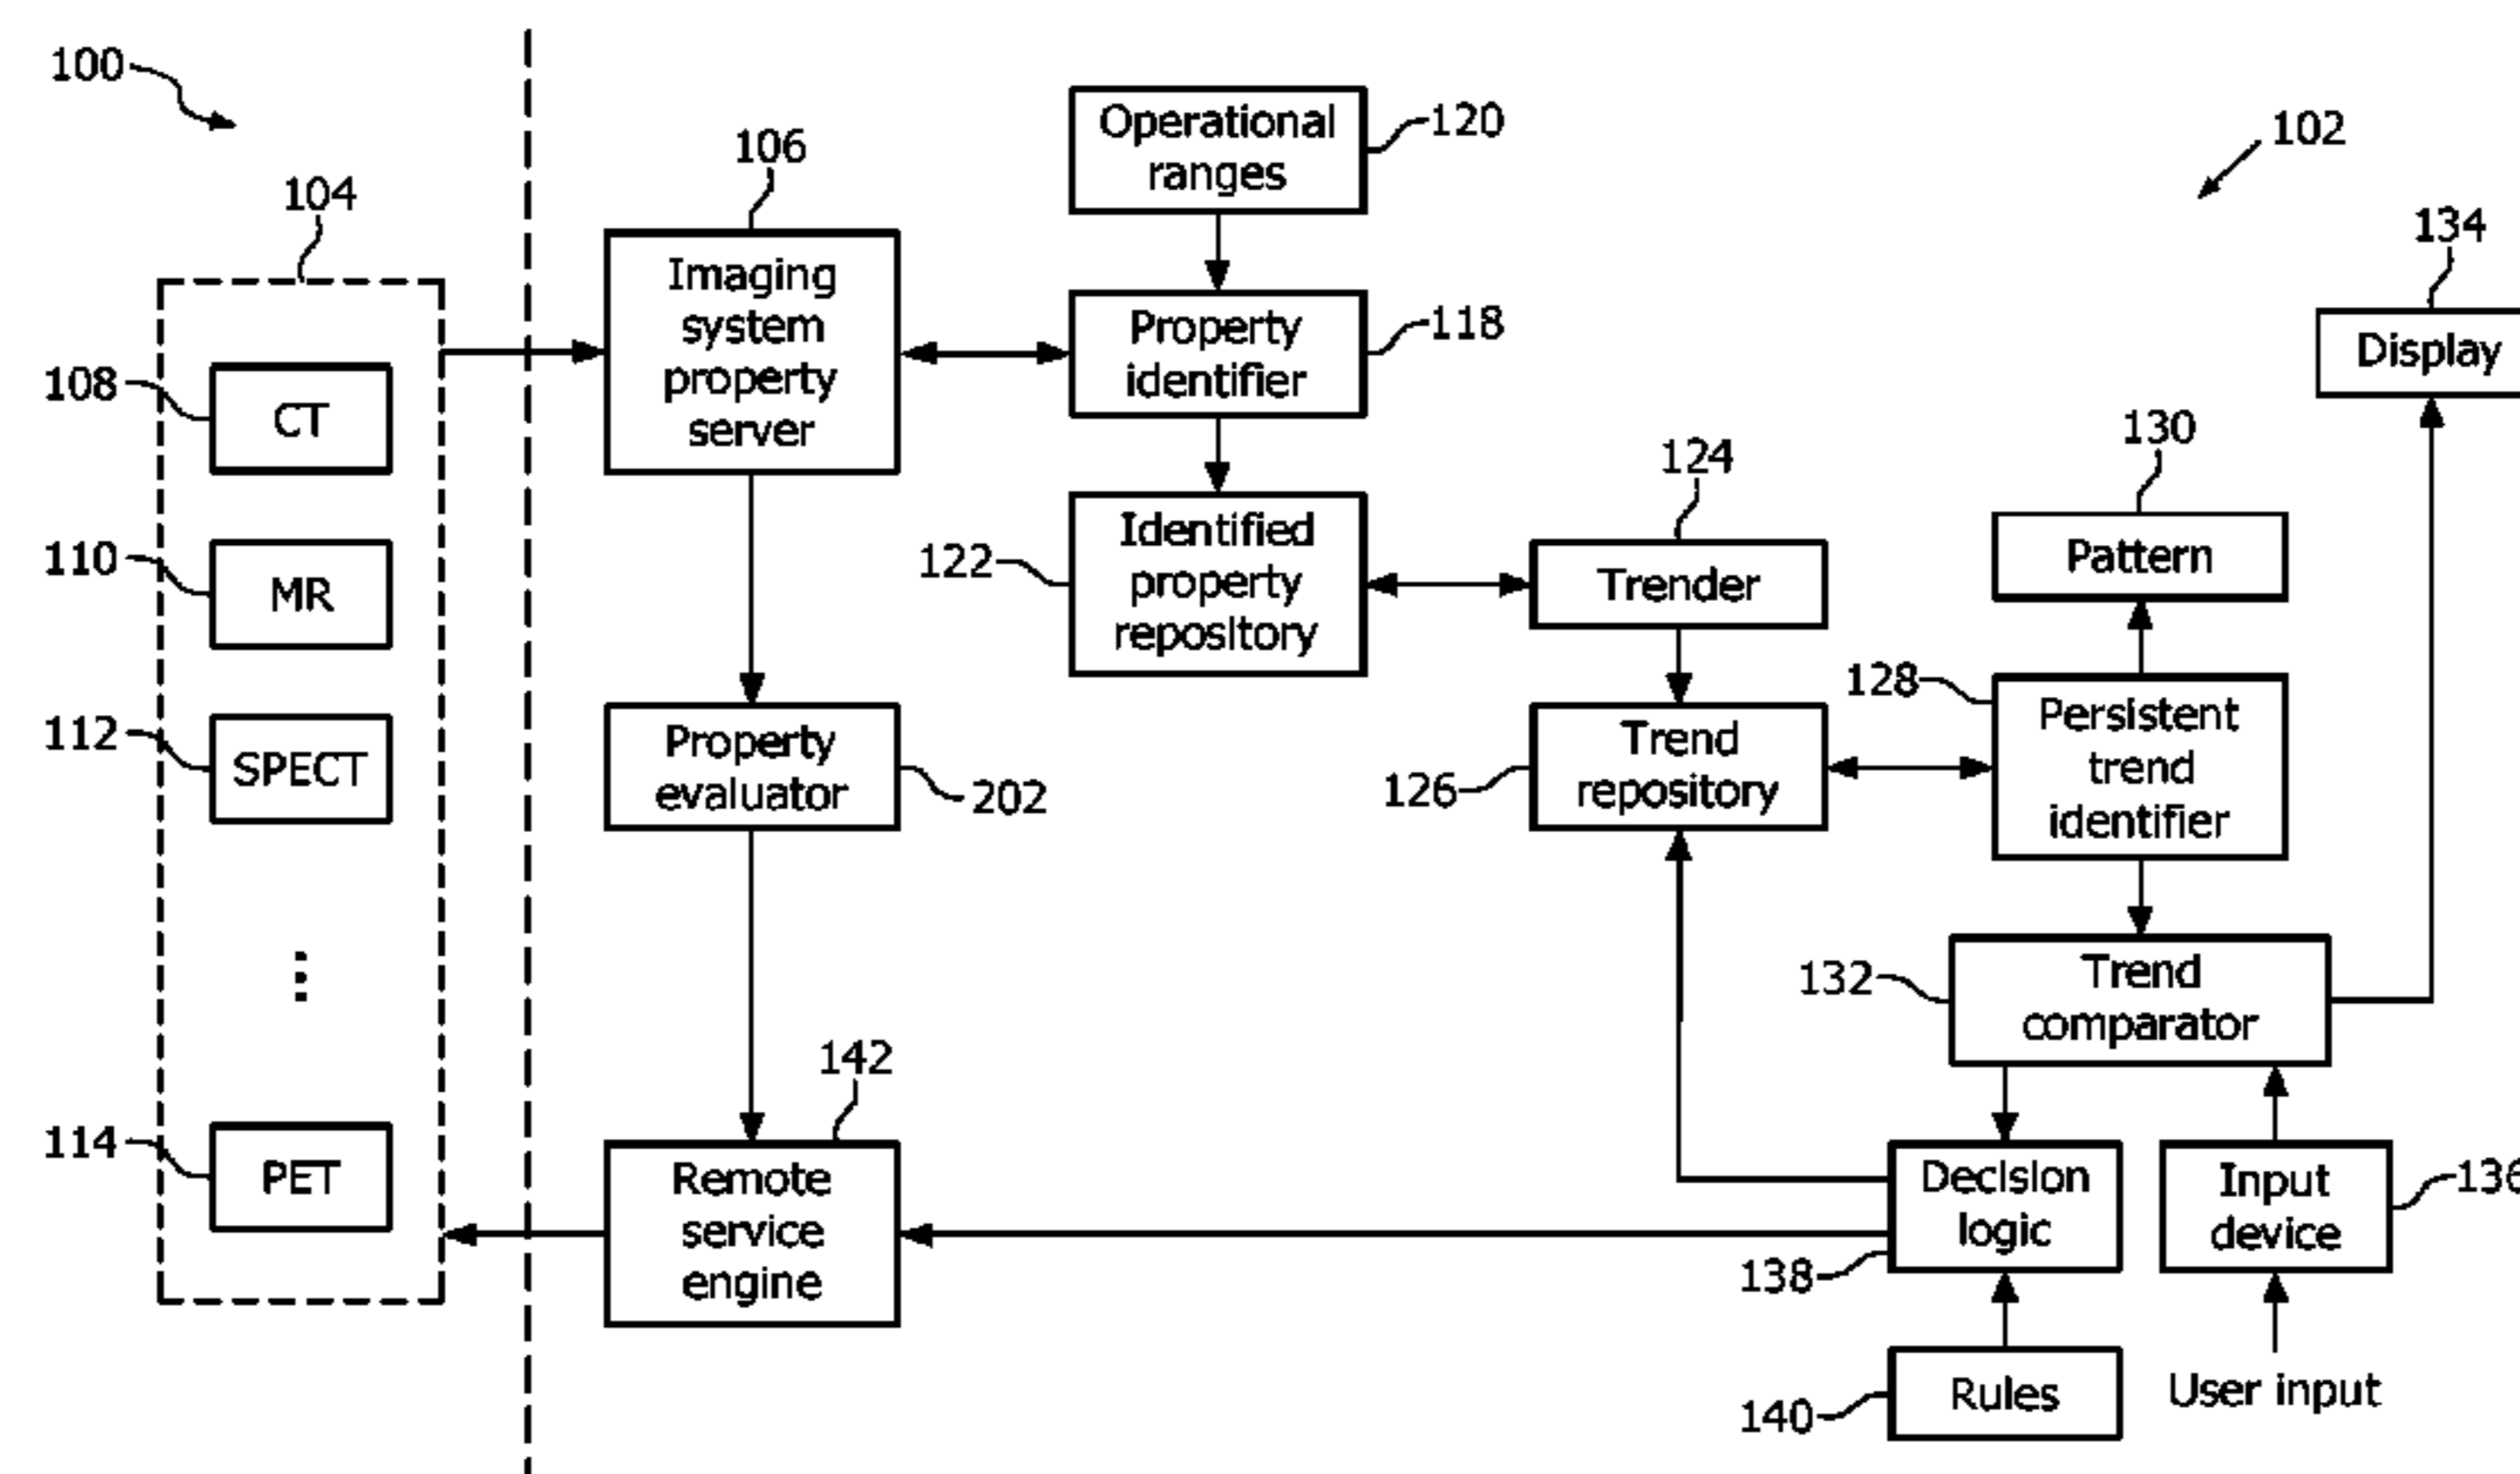 100
104
108
CT
110
MR
112
SPECT
114
PET
106
Imaging
system
property
server
Operational
ranges
120
Property
identifier
118
122
Identified
property
repository
Property
evaluator
202
142
Remote
service
engine
124
Trender
126
Trend
repository
102
134
Display
130
Pattern
128
Persistent
trend
identifier
132
Trend
comparator
Decision
logic
138
Input
device
136
140
Rules
User input